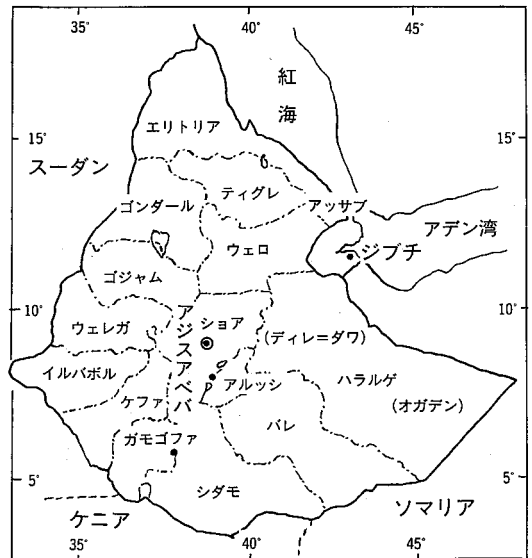 35°
40°
45°
紅海
15°
15°
エリトリア
スーダン
ティグレ
ゴンダール
アッサブ
アデン湾
ウェロ
ジブチ
ゴジャム
10°
10°
ショア
アジスアベバ
ウェレガ
(ディレ=ダワ)
イルバボル
アルッシ
ハラルゲ
ケファ
(オガデン)
ガモゴファ
バレ
5°
5°
シダモ
ソマリア
ケニア
35°
40°
45°